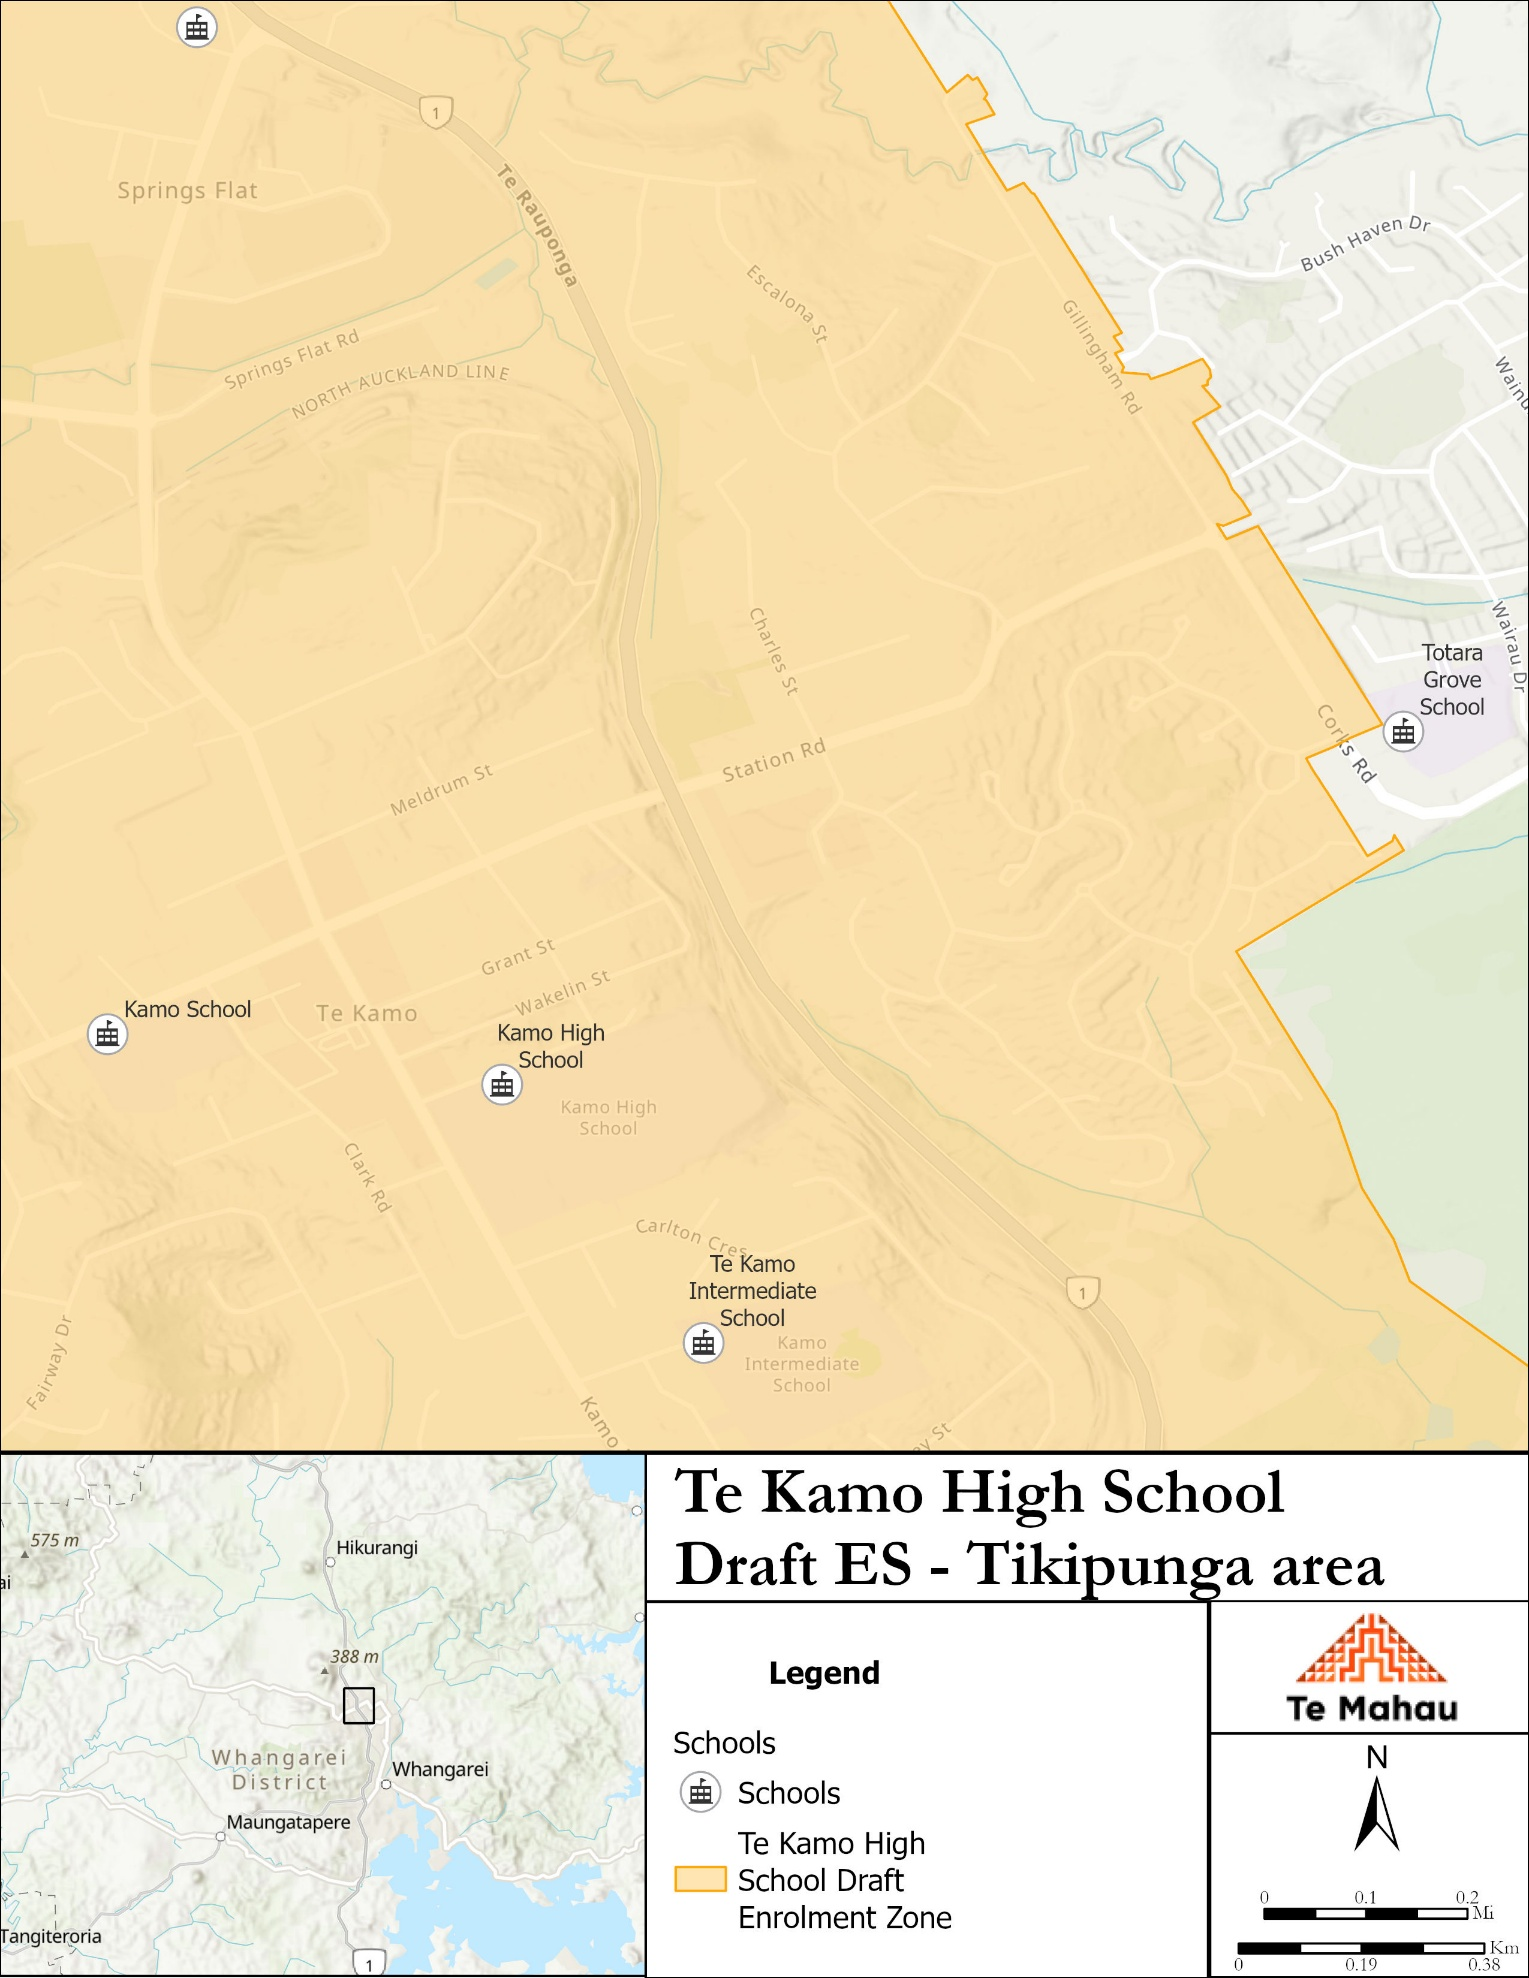 1
Te Rauponga
Springs Flat
Bush Haven Dr
Escalona St
Gillingham Rd
Springs Flat Rd
NORTH AUCKLAND LINE
Wairau Dr
Charles St
Totara
Grove
School
Corks Rd
Station Rd
Meldrum St
Grant St
Wakelin St
Kamo School
Te Kamo
Kamo High
School
Kamo High
School
Clark Rd
Carlton Cres
Te Kamo
Intermediate
School
1
Kamo
Intermediate
School
Fairway Dr
Kamo
575 m
Hikurangi
388 m
Whangarei
District
Whangarei
Maungatapere
Tangiteroria
1
Te Kamo High School
Draft ES - Tikipunga area
Legend
Schools
Schools
Te Kamo High
School Draft
Enrolment Zone
Te Mahau
N
0 0.1 0.2
Mi
Km
0 0.19 0.38